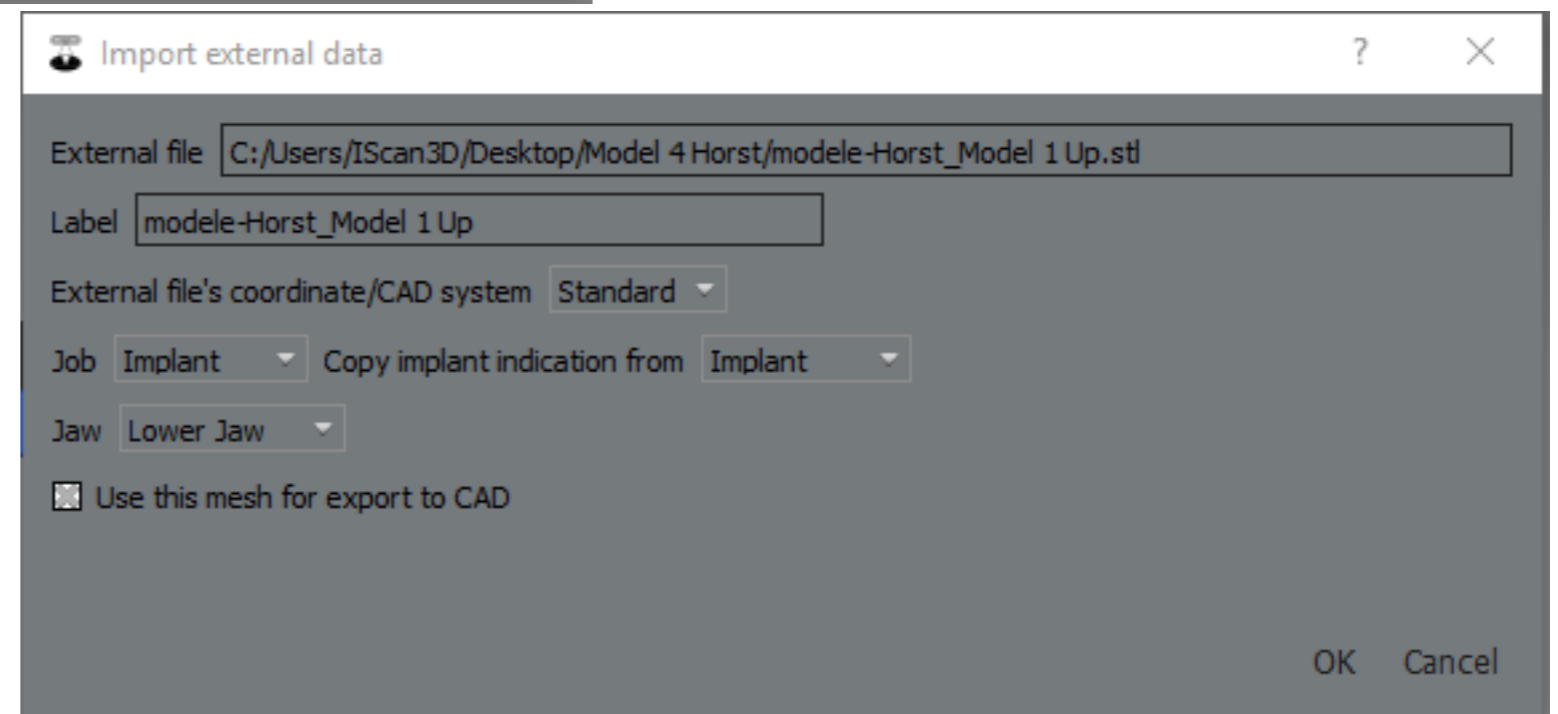 Import external data ?
External file C:/Users/IScan3D/Desktop/Model 4 Horst/modele-Horst_Model 1 Up.stl
Label modele-Horst_Model 1 Up
External file's coordinate/CAD system Standard
Job Implant Copy implant indication from Implant
Jaw Lower Jaw
Use this mesh for export to CAD
OK Cancel